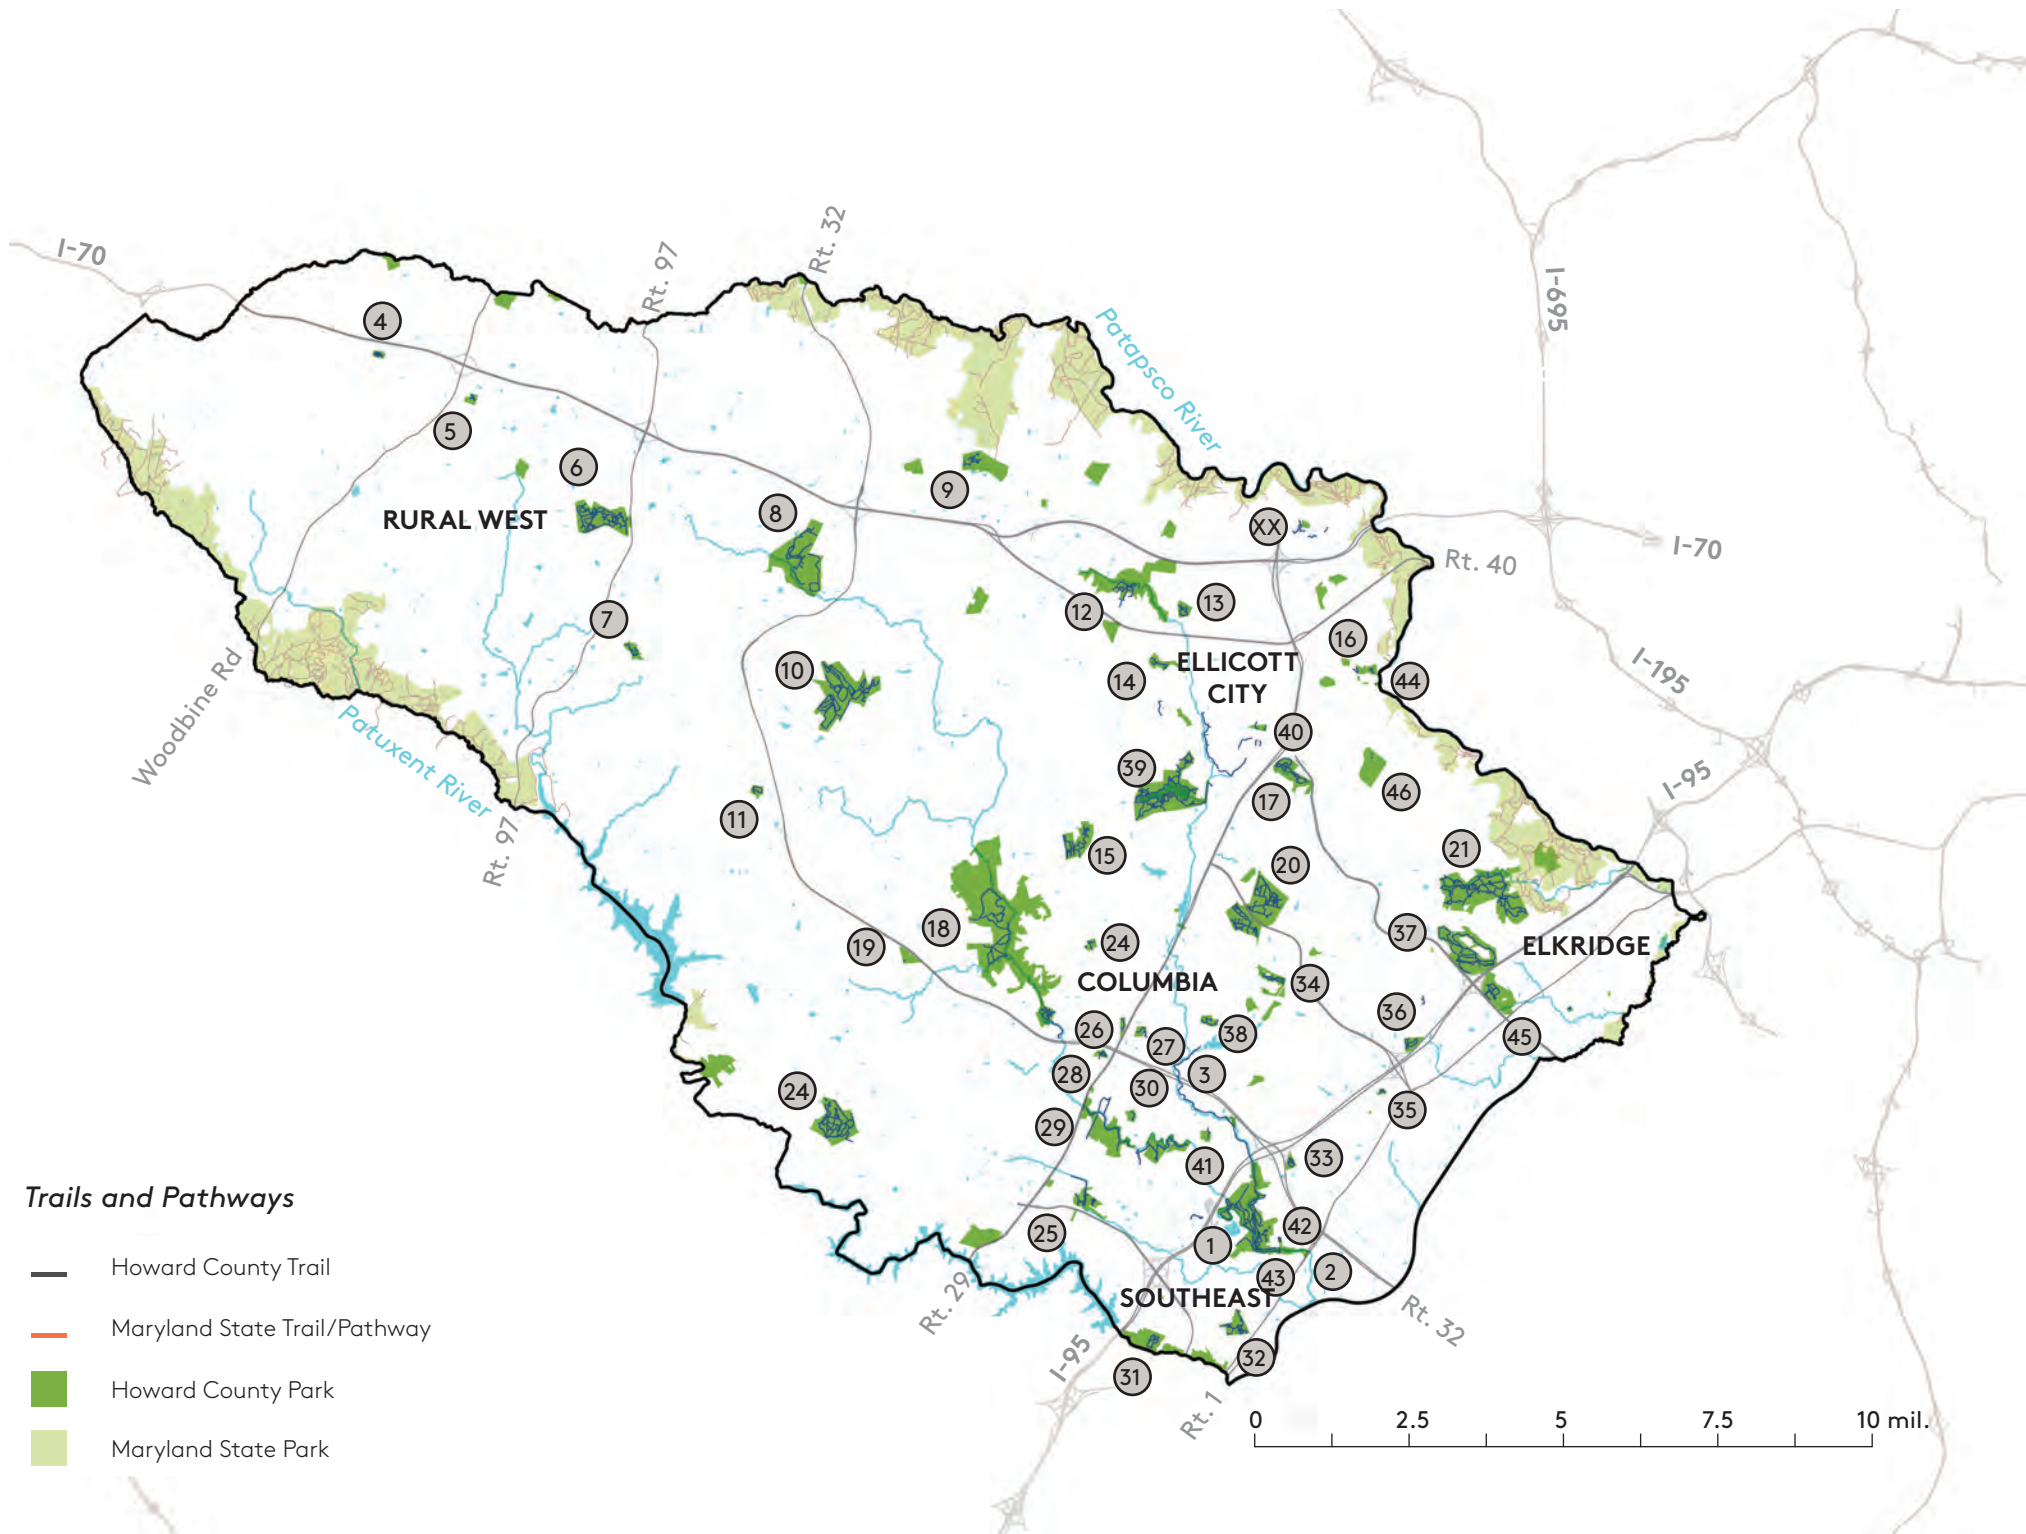 Rt. 32
I-70
Rt. 97
I-695
4
Patapsco River
5
6
9
RURAL WEST
8
XX
I-70
Rt. 40
13
12
7
16
ELLICOTT
CITY
10
14
44
I-195
Woodbine Rd
Patuxent River
40
39
I-95
46
17
11
Rt. 97
15
21
20
18
19
24
37
ELKRIDGE
COLUMBIA
34
36
26
38
27
45
28
3
30
24
35
29
41
33
Trails and Pathways
42
25
1
Howard County Trail
2
43
SOUTHEAST
Rt. 29
Rt. 32
Maryland State Trail/Pathway
I-95
32
31
Howard County Park
Rt. 1
0 2.5 5 7.5 10 mil.
Maryland State Park